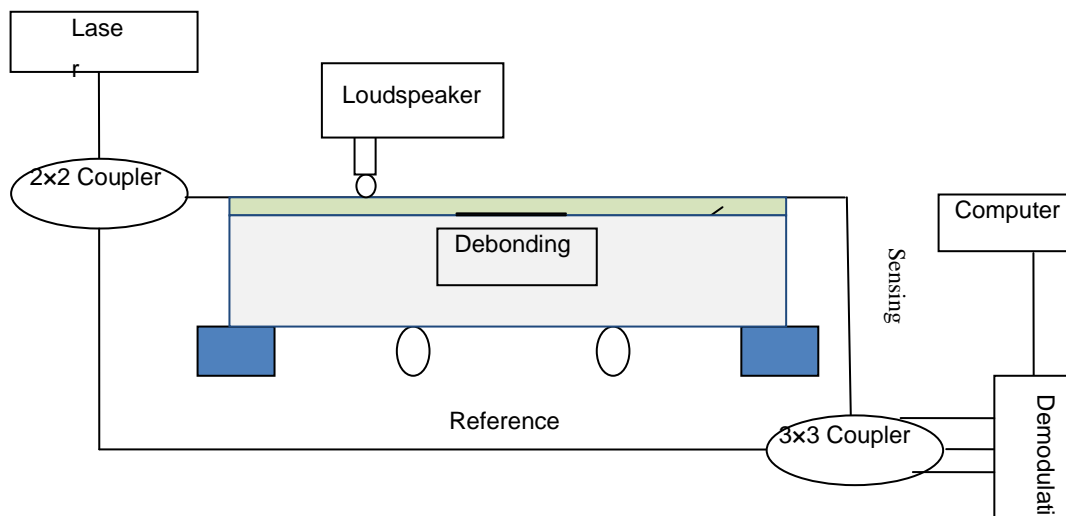 Lase
r
Loudspeaker
2×2 Coupler
Computer
Debonding
Sensing
Reference
3×3 Coupler
Demodulati